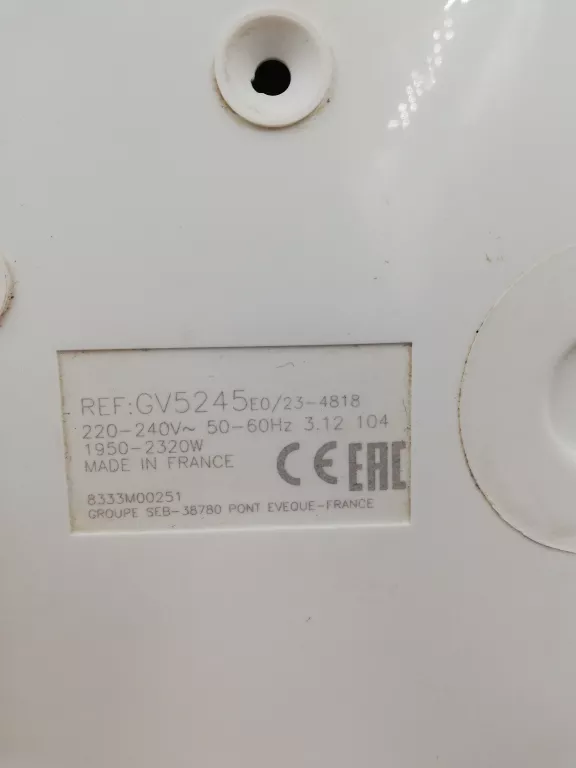 REF:GV5245E0/23-4818
220-240V~ 50-60Hz 3.12 104
1950-2320W
MADE IN FRANCE
CE EAC
8333M00251
GROUPE SEB-38780 PONT EVEQUE-FRANCE